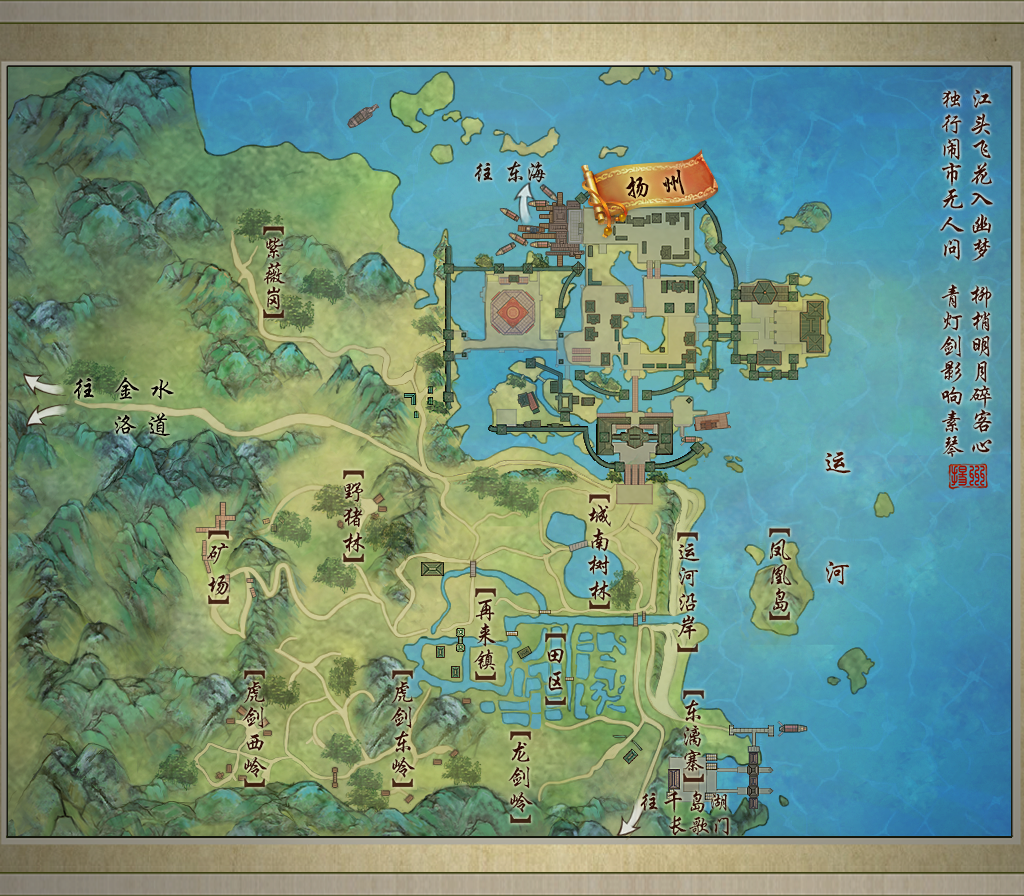 江头飞花入幽梦 柳梢明月碎客心
独行闹市无人问 青灯剑影响素琴
扬州
往 东海
扬州
【紫薇岗】
往 金水
洛道
【野猪林】
【矿场】
【城南树林】
【运河沿岸】
【凤凰岛】
运河
【再来镇】
【田区】
【虎剑西岭】
【虎剑东岭】
【龙剑岭】
【东漓寨】
往 千岛湖
长歌门